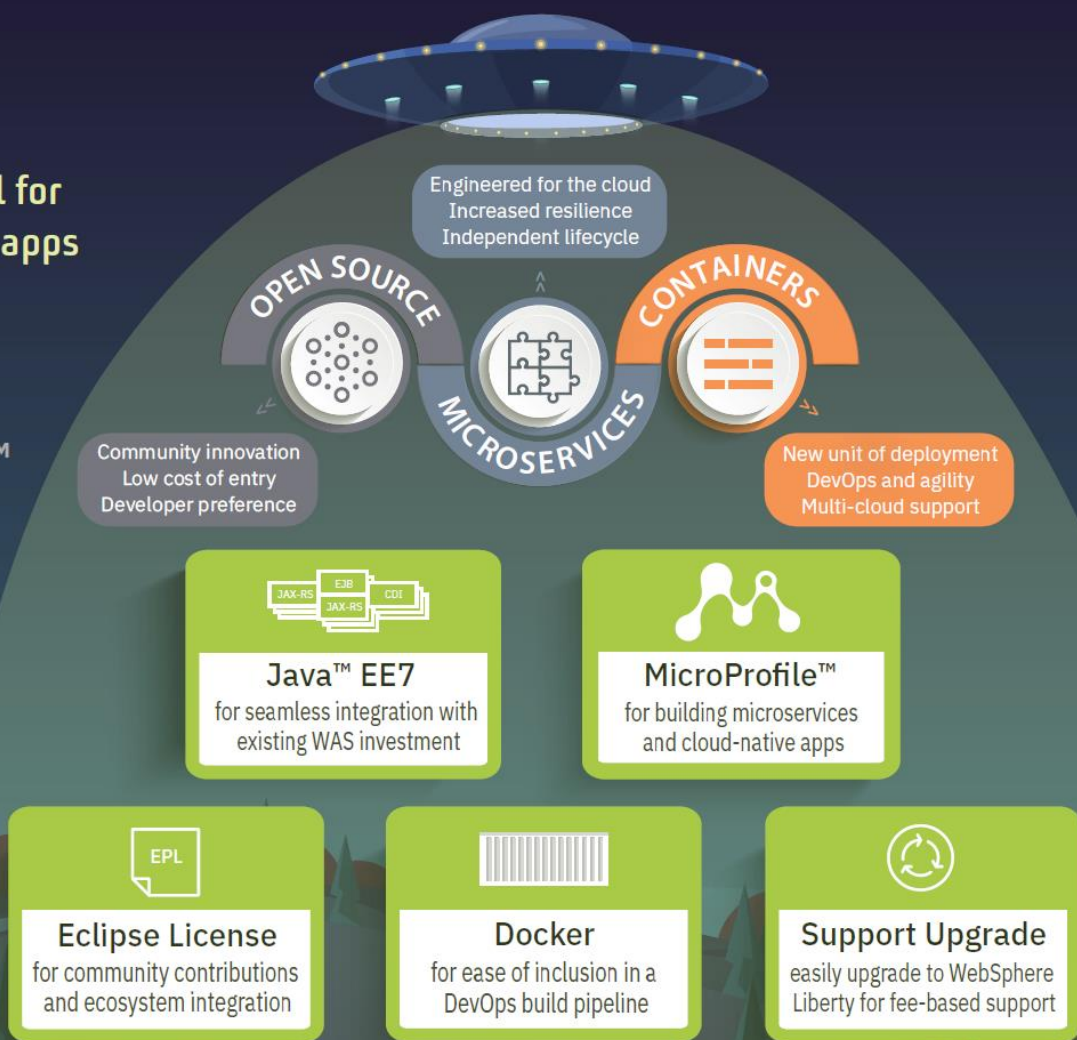 l for
apps
M
Engineered for the cloud
Increased resilience
Independent lifecycle
OPEN SOURCE
MICROSERVICES
CONTAINERS
Community innovation
Low cost of entry
Developer preference
New unit of deployment
DevOps and agility
Multi-cloud support
JAX-RS
EJB
JAX-RS
CDI
Java™ EE7
for seamless integration with
existing WAS investment
MicroProfile™
for building microservices
and cloud-native apps
EPL
Eclipse License
for community contributions
and ecosystem integration
Docker
for ease of inclusion in a
DevOps build pipeline
Support Upgrade
easily upgrade to WebSphere
Liberty for fee-based support